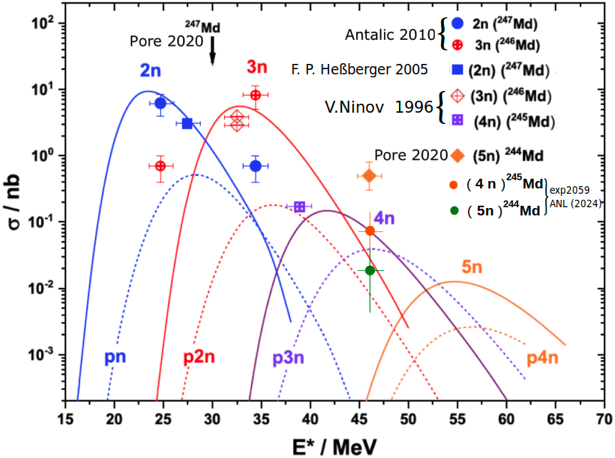 10²
10¹
10⁰
10⁻¹
10⁻²
10⁻³
σ / nb
15 20 25 30 35 40 45 50 55 60 65 70
E* / MeV
²⁴⁷Md
Pore 2020
2n
3n
4n
5n
pn
p2n
p3n
p4n
Antalic 2010
2n (²⁴⁷Md)
3n (²⁴⁶Md)
F. P. Heßberger 2005
(2n) (²⁴⁷Md)
V.Ninov 1996
(3n) (²⁴⁶Md)
(4n) (²⁴⁵Md)
Pore 2020
(5n) ²⁴⁴Md
( 4 n ) ²⁴⁵Md
( 5n ) ²⁴⁴Md
exp2059
ANL (2024)